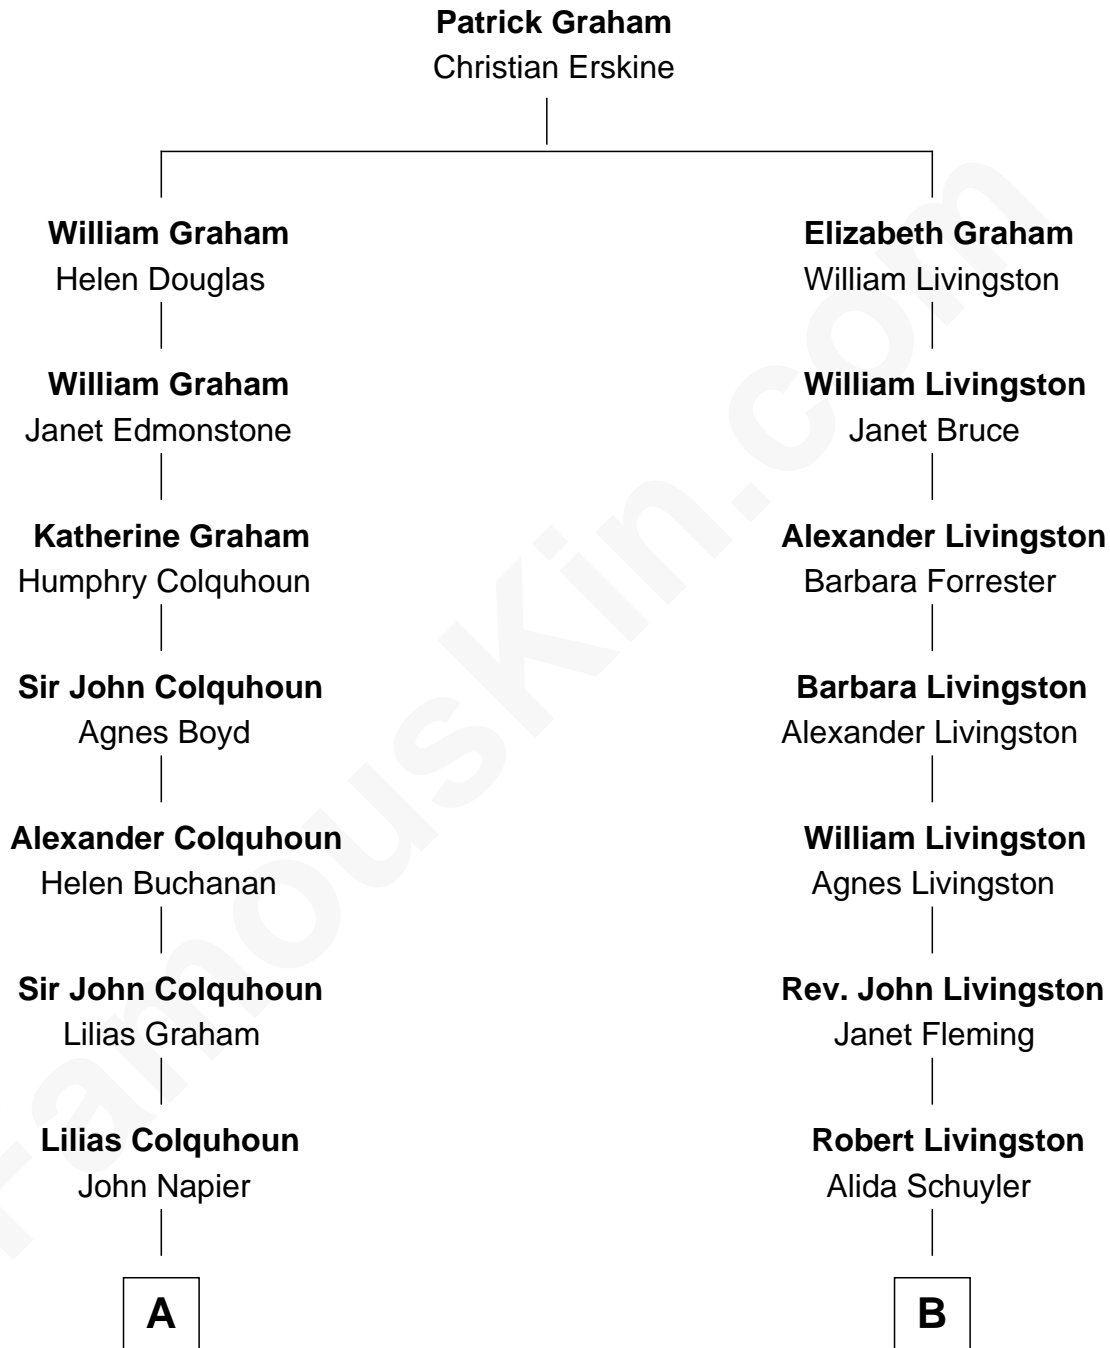 Patrick Graham
Christian Erskine
William Graham
Helen Douglas
Elizabeth Graham
William Livingston
William Graham
Janet Edmonstone
William Livingston
Janet Bruce
Katherine Graham
Humphry Colquhoun
Alexander Livingston
Barbara Forrester
Sir John Colquhoun
Agnes Boyd
Barbara Livingston
Alexander Livingston
Alexander Colquhoun
Helen Buchanan
William Livingston
Agnes Livingston
Sir John Colquhoun
Lilias Graham
Rev. John Livingston
Janet Fleming
Lilias Colquhoun
John Napier
Robert Livingston
Alida Schuyler
A
B
FamousKin.com